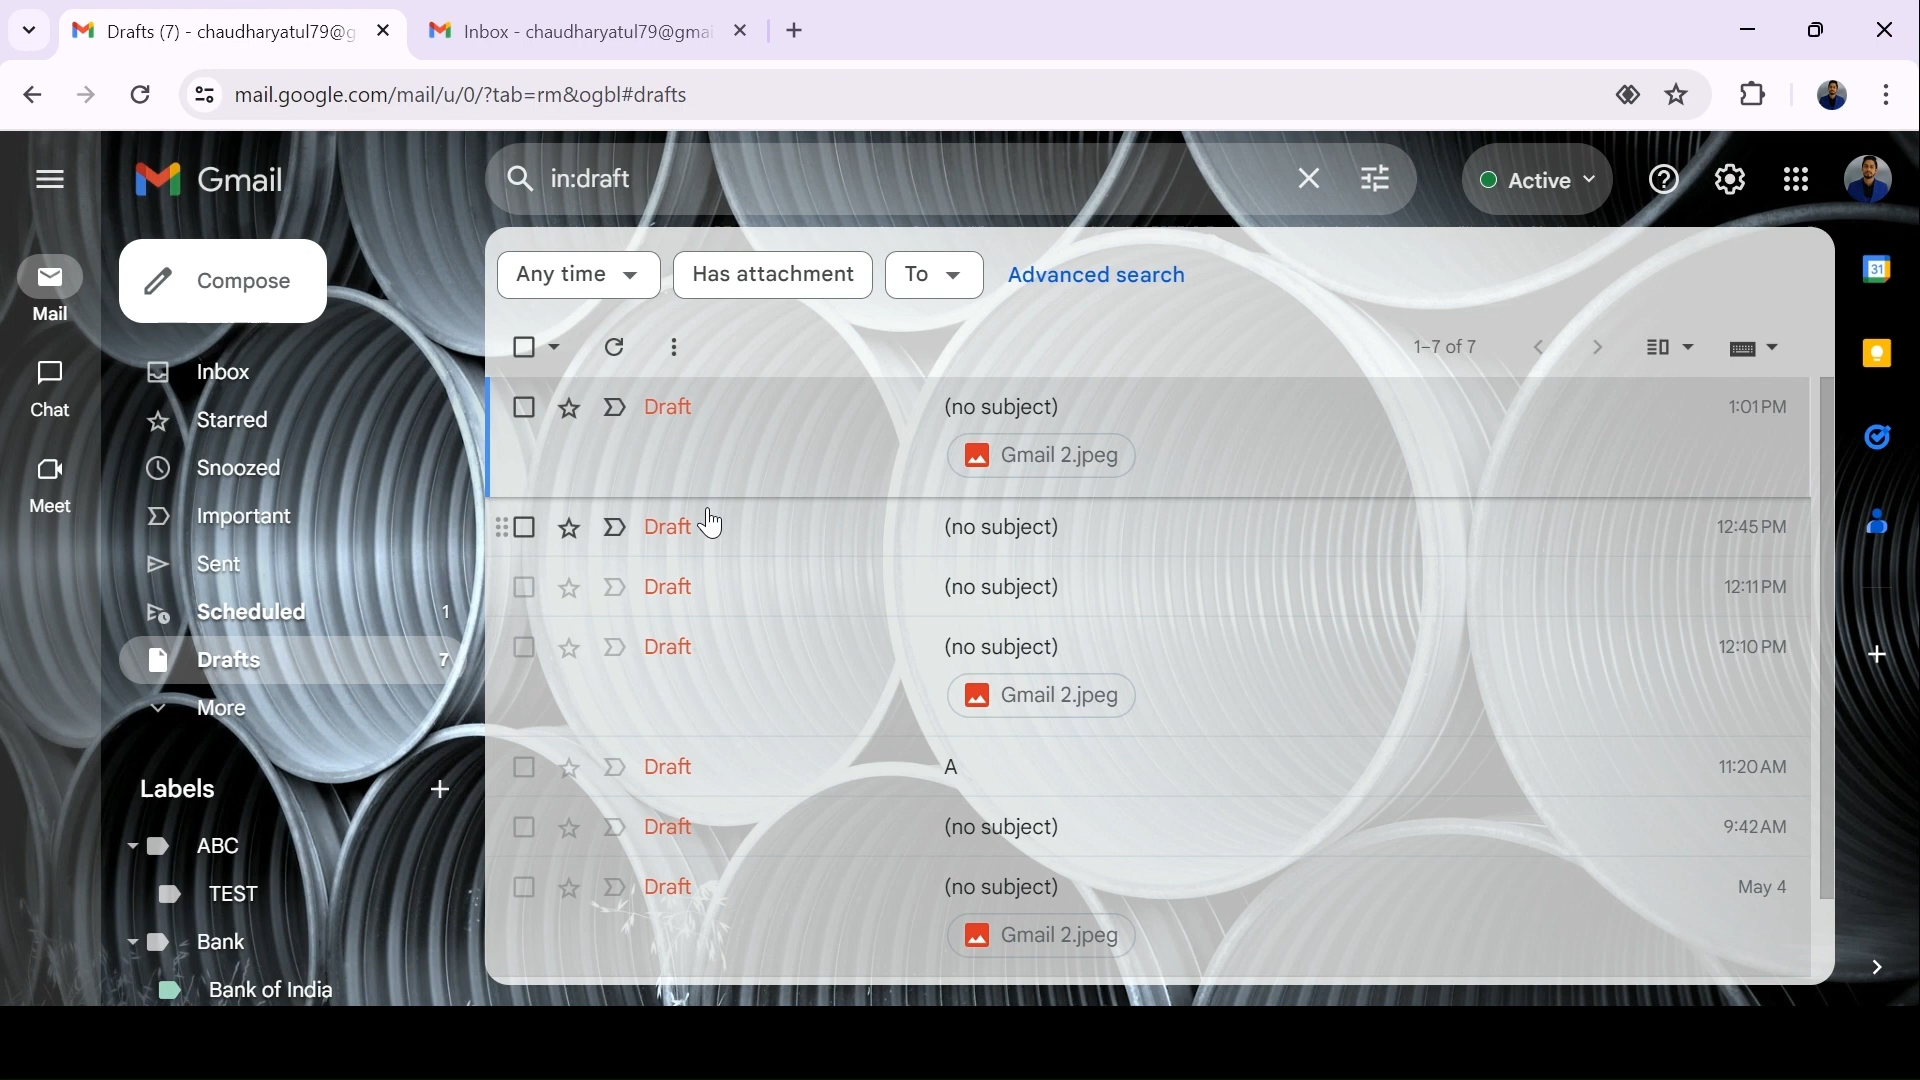 Drafts (7) - chaudharyatul79@g
Inbox - chaudharyatul79@gmai
mail.google.com/mail/u/0/?tab=rm&ogbl#drafts
Gmail
in:draft
Active
Compose
Mail
Chat
Meet
Inbox
Starred
Snoozed
Important
Sent
Scheduled 1
Drafts 7
More
Labels
ABC
TEST
Bank
Bank of India
Any time
Has attachment
To
Advanced search
1–7 of 7
Draft (no subject) 1:01 PM
Gmail 2.jpeg
Draft (no subject) 12:45 PM
Draft (no subject) 12:11 PM
Draft (no subject) 12:10 PM
Gmail 2.jpeg
Draft A 11:20 AM
Draft (no subject) 9:42 AM
Draft (no subject) May 4
Gmail 2.jpeg
31